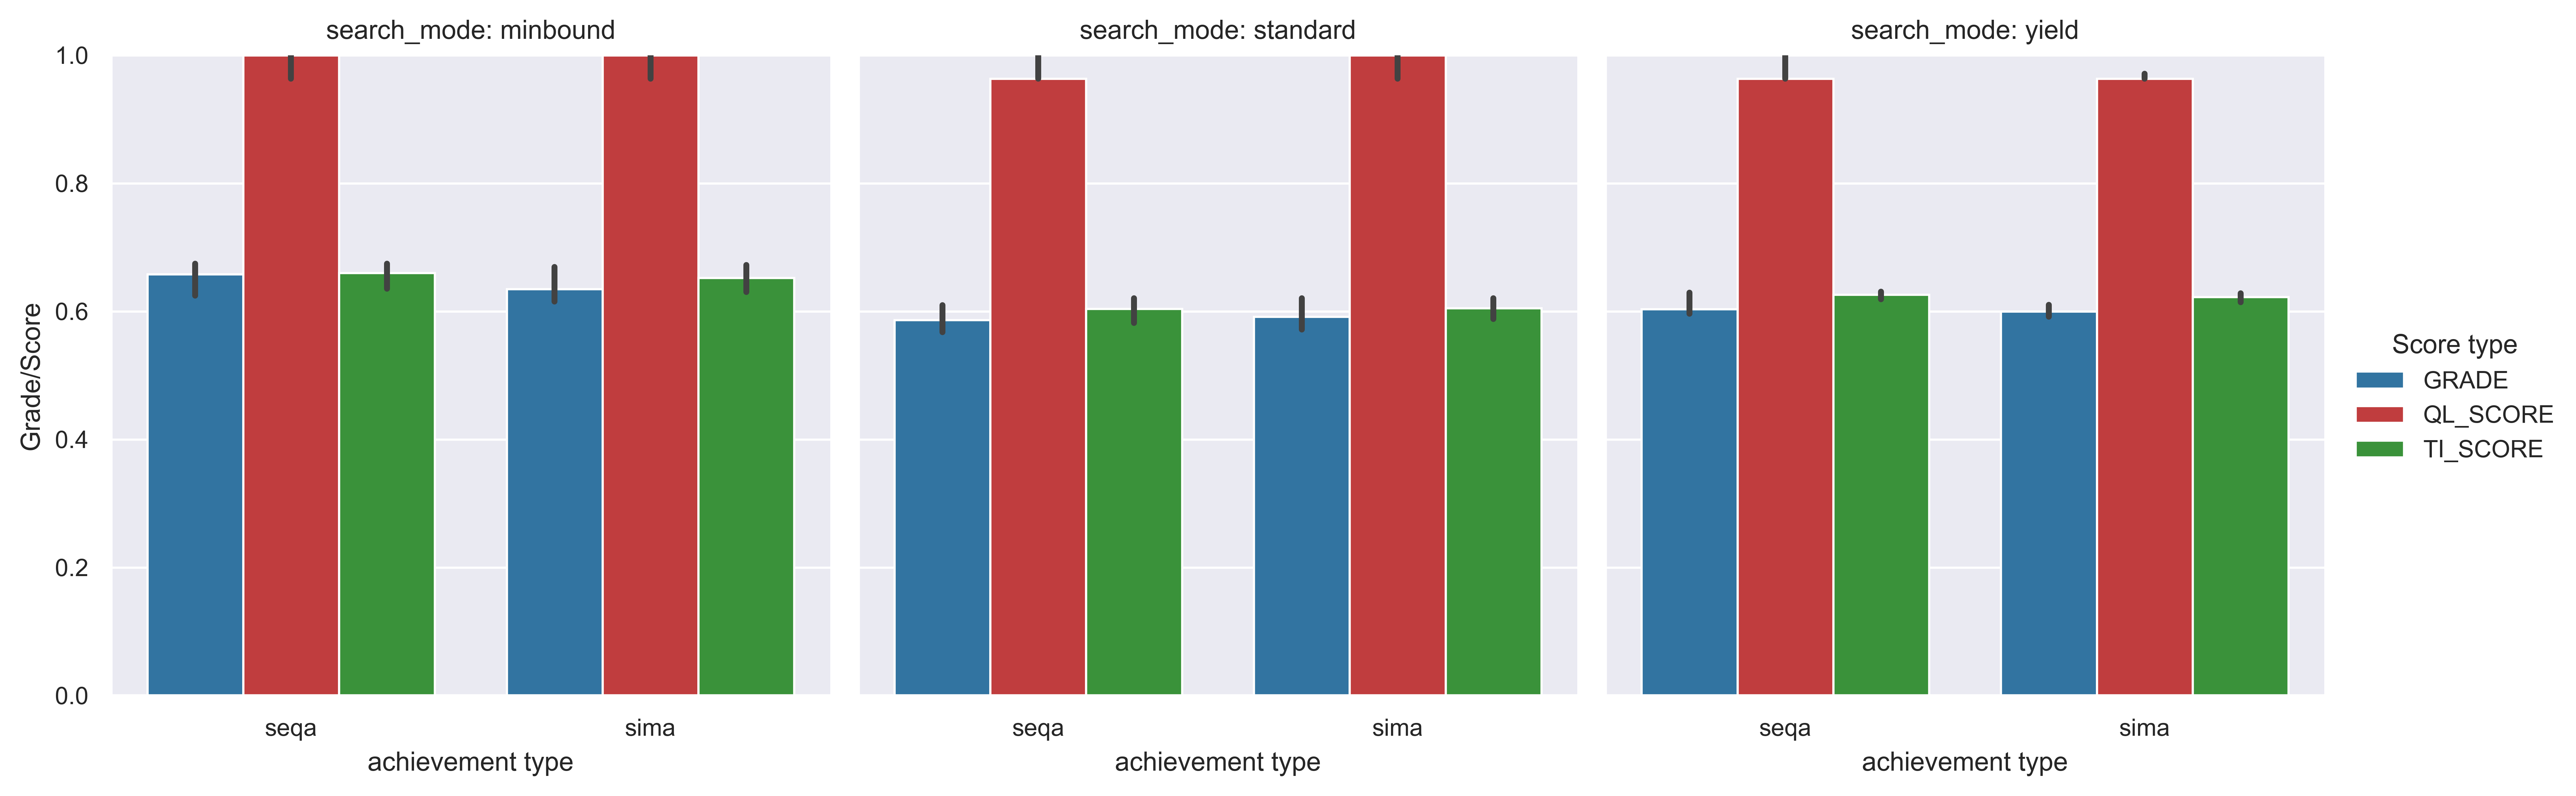 search_mode: minbound
search_mode: standard
search_mode: yield
Grade/Score
1.0
0.8
0.6
0.4
0.2
0.0
seqa
sima
seqa
sima
seqa
sima
achievement type
achievement type
achievement type
Score type
GRADE
QL_SCORE
TI_SCORE